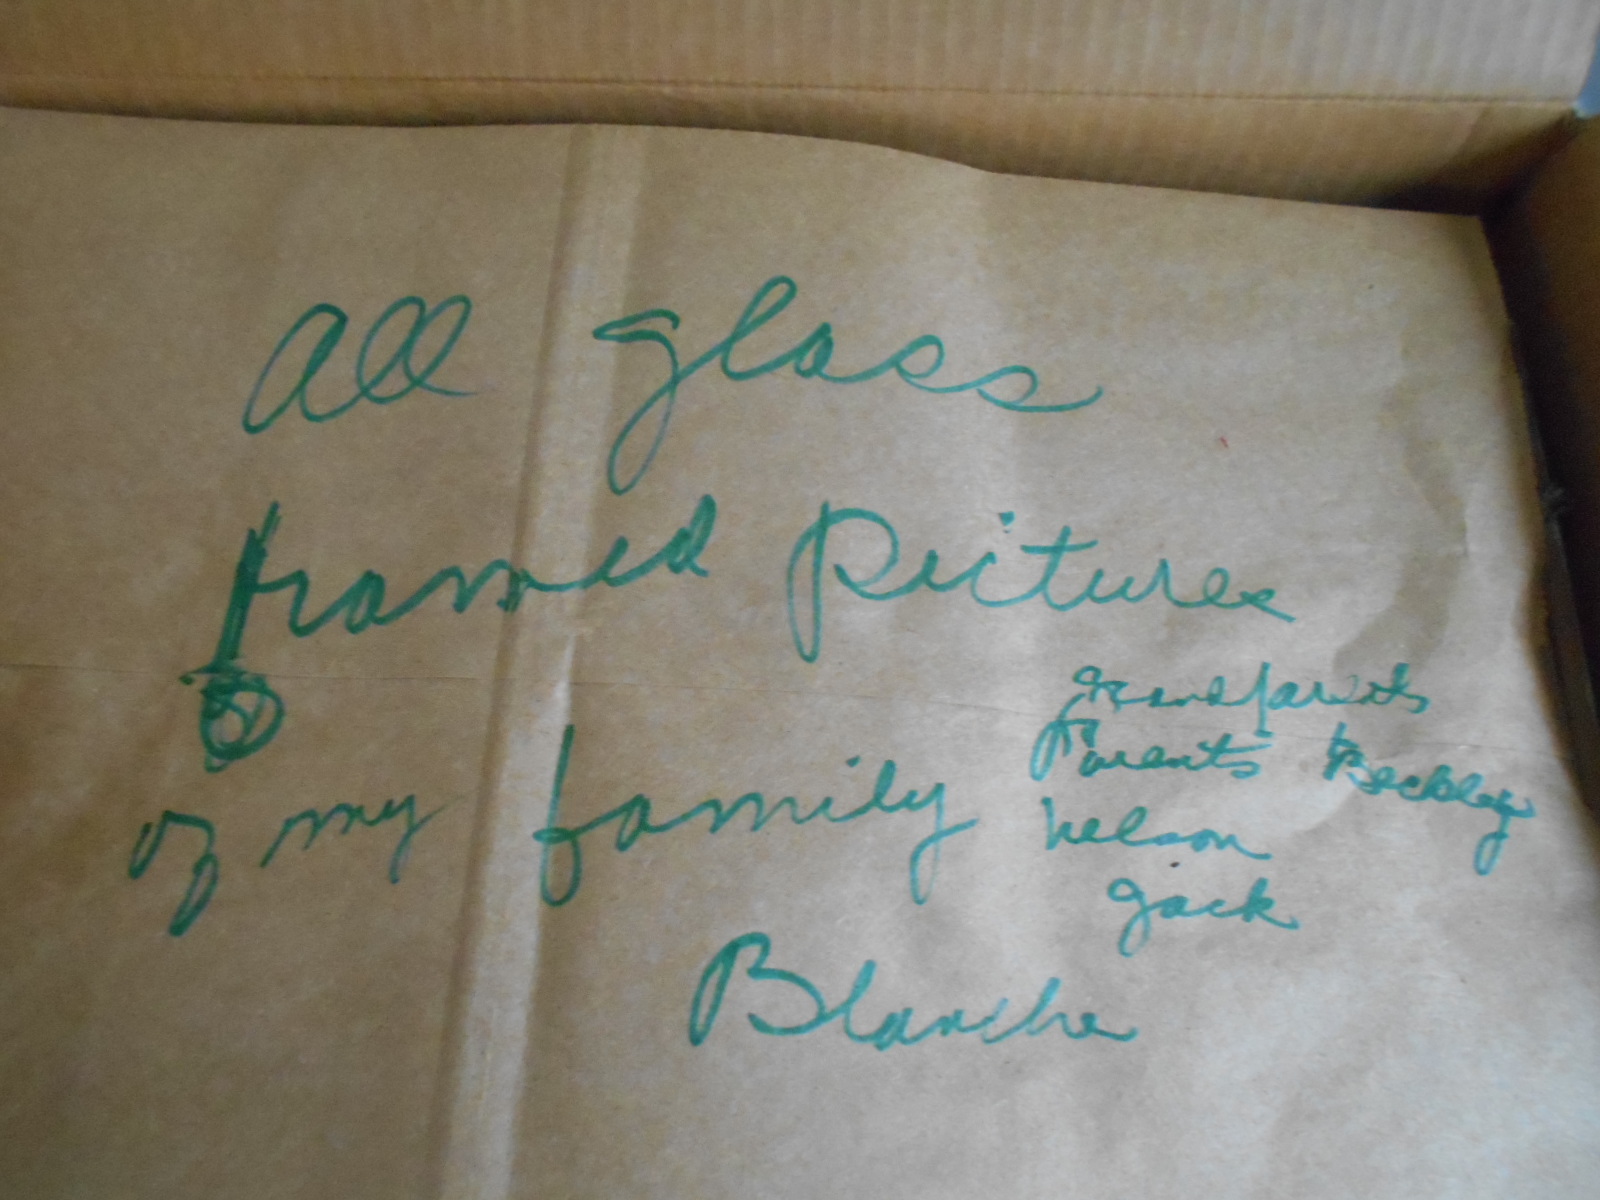 All glass
framed Pictures
of my family
Grandparents
Parents Beckley
Nelson
Jack
Blanche